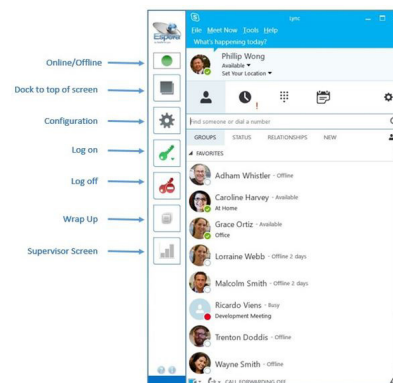 Lync
File Meet Now Tools Help
What's happening today?
Phillip Wong
Available
Set Your Location
Find someone or dial a number
GROUPS STATUS RELATIONSHIPS NEW
FAVORITES
Adham Whistler - Offline
Caroline Harvey - Available
At Home
Grace Ortiz - Available
Office
Lorraine Webb - Offline 2 days
Malcolm Smith - Offline 2 days
Ricardo Viens - Busy
Development Meeting
Trenton Doddis - Offline
Wayne Smith - Offline
CALL FORWARDING OFF
Online/Offline
Dock to top of screen
Configuration
Log on
Log off
Wrap Up
Supervisor Screen